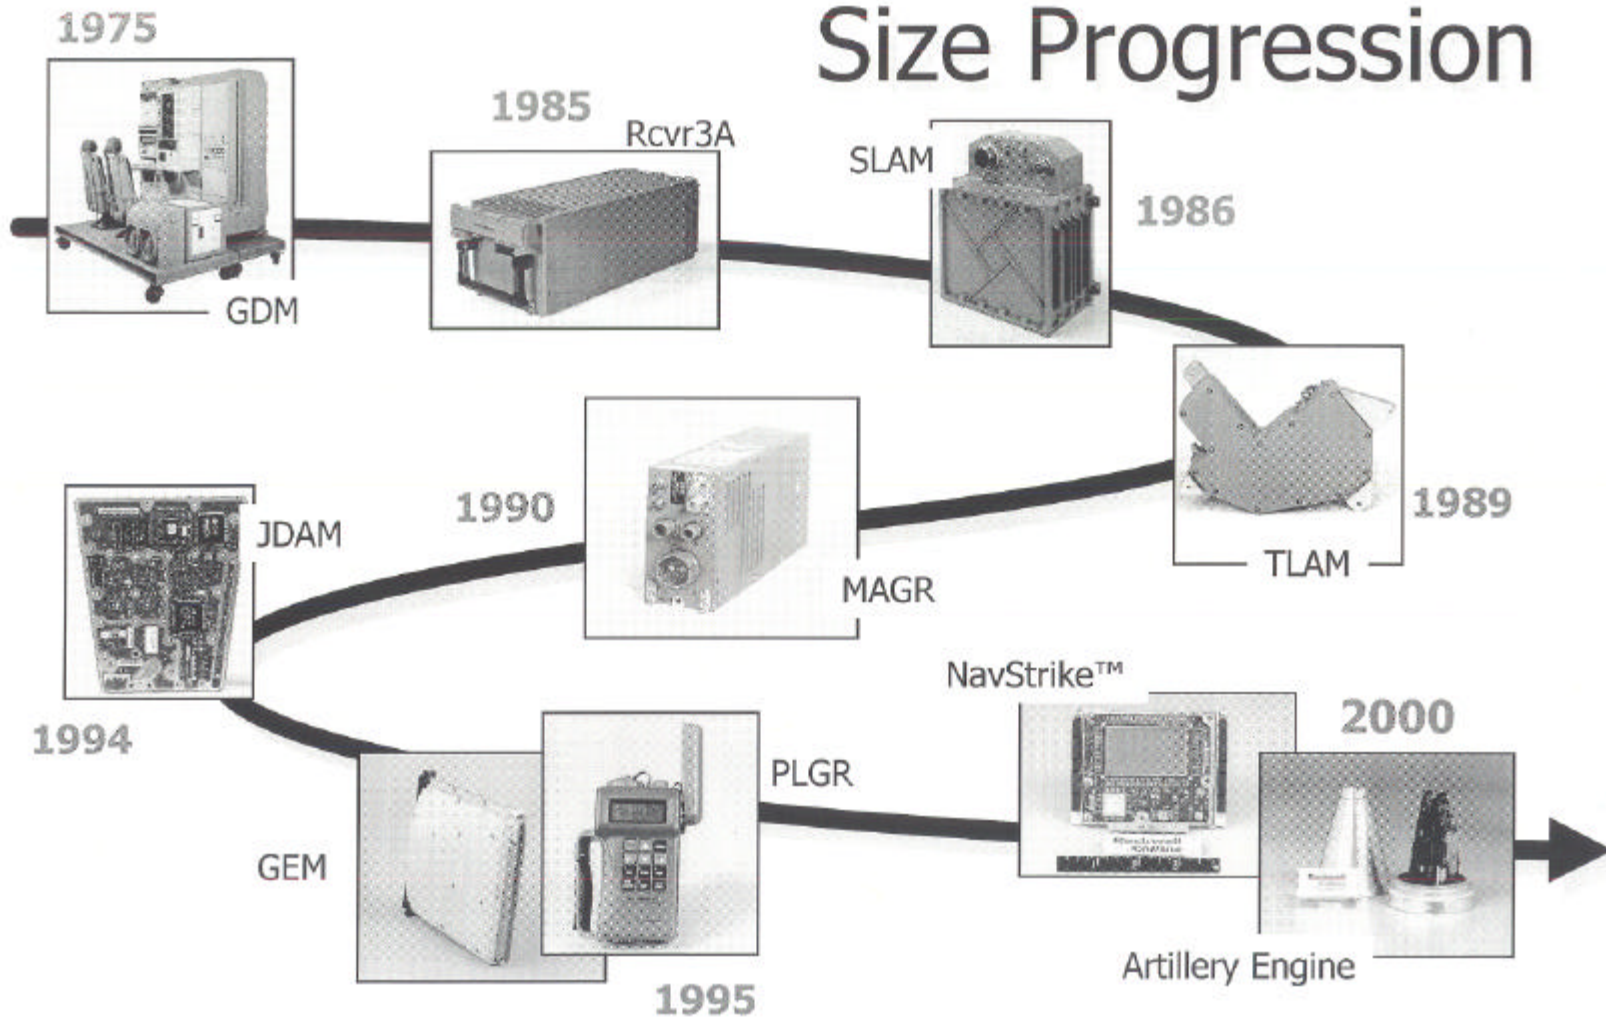 Size Progression
1975
GDM
1985
Rcvr3A
SLAM
1986
1989
TLAM
1990
MAGR
JDAM
1994
GEM
PLGR
1995
NavStrike™
2000
Artillery Engine